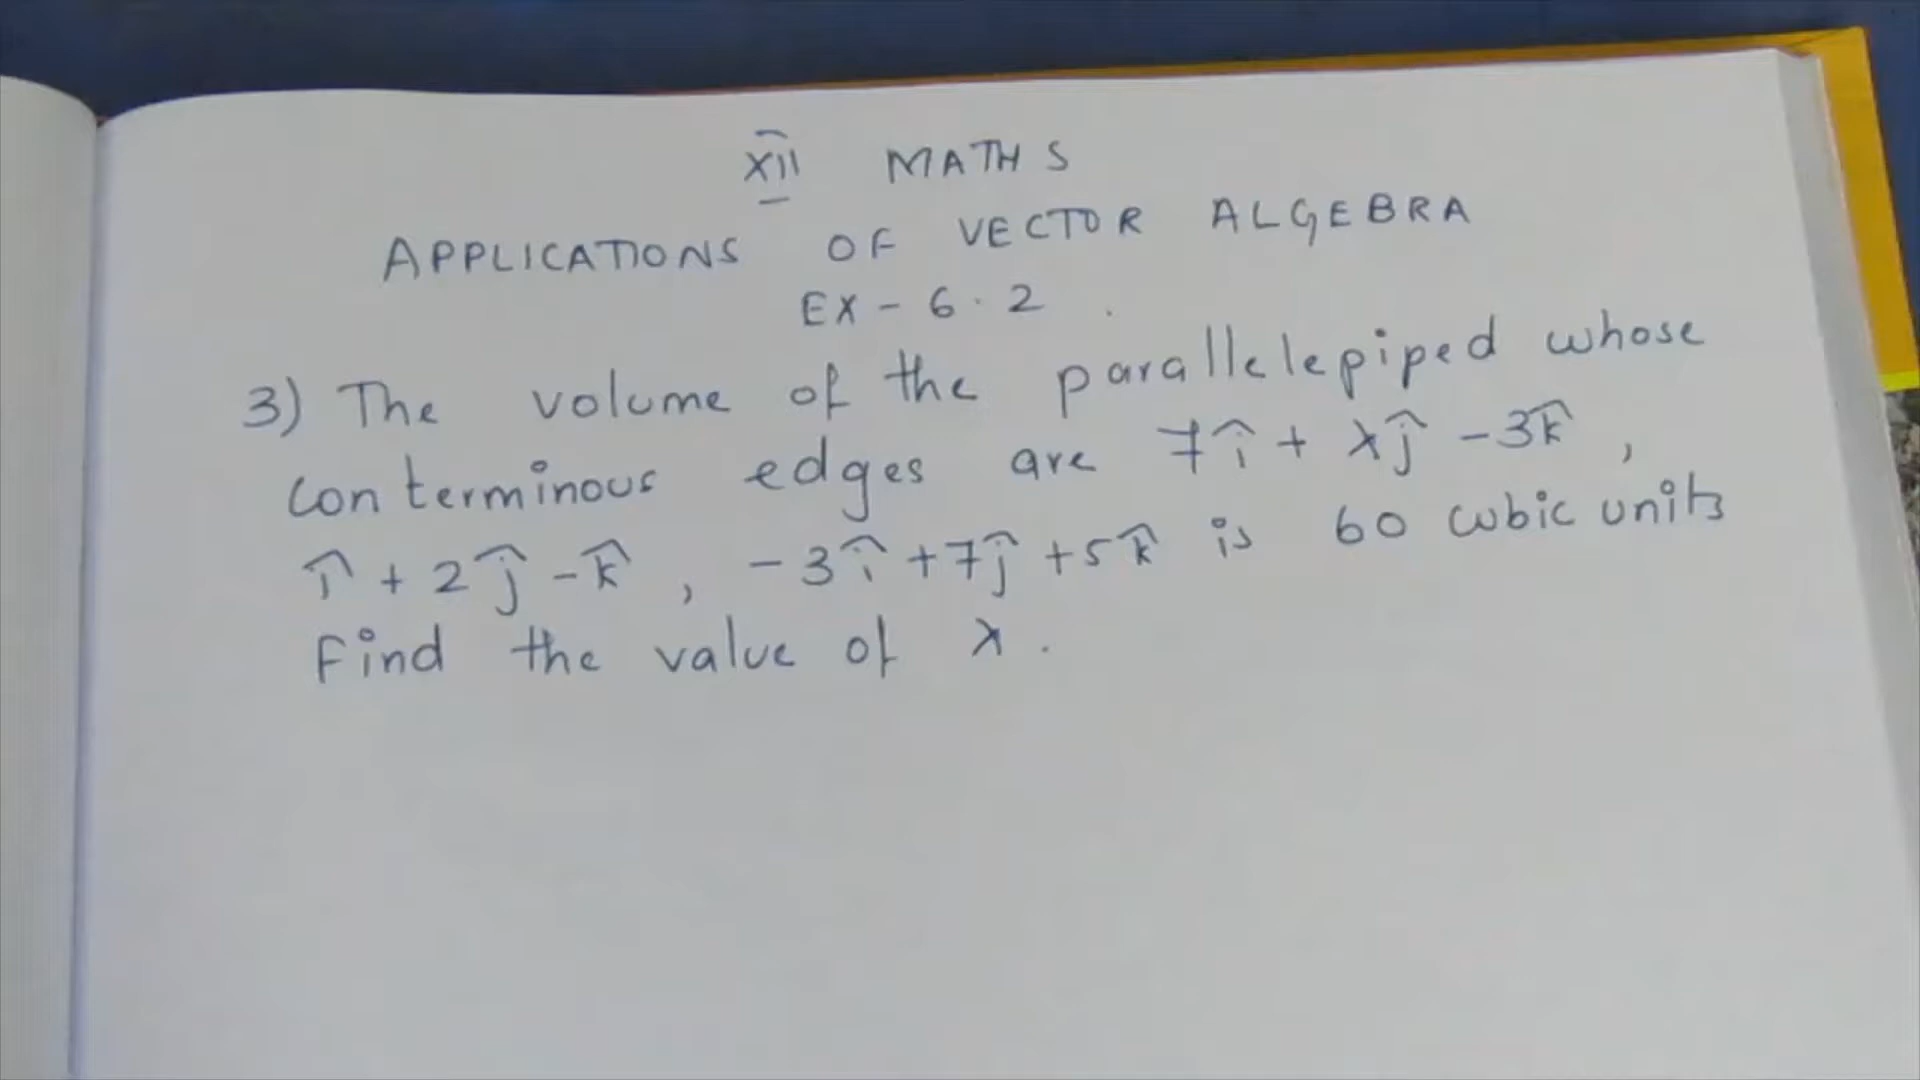 XII MATHS
APPLICATIONS OF VECTOR ALGEBRA
EX - 6.2
3) The volume of the parallelepiped whose
conterminous edges are 7î + λĵ - 3k̂ ,
î + 2ĵ - k̂ , -3î + 7ĵ + 5k̂ is 60 cubic units
Find the value of λ.